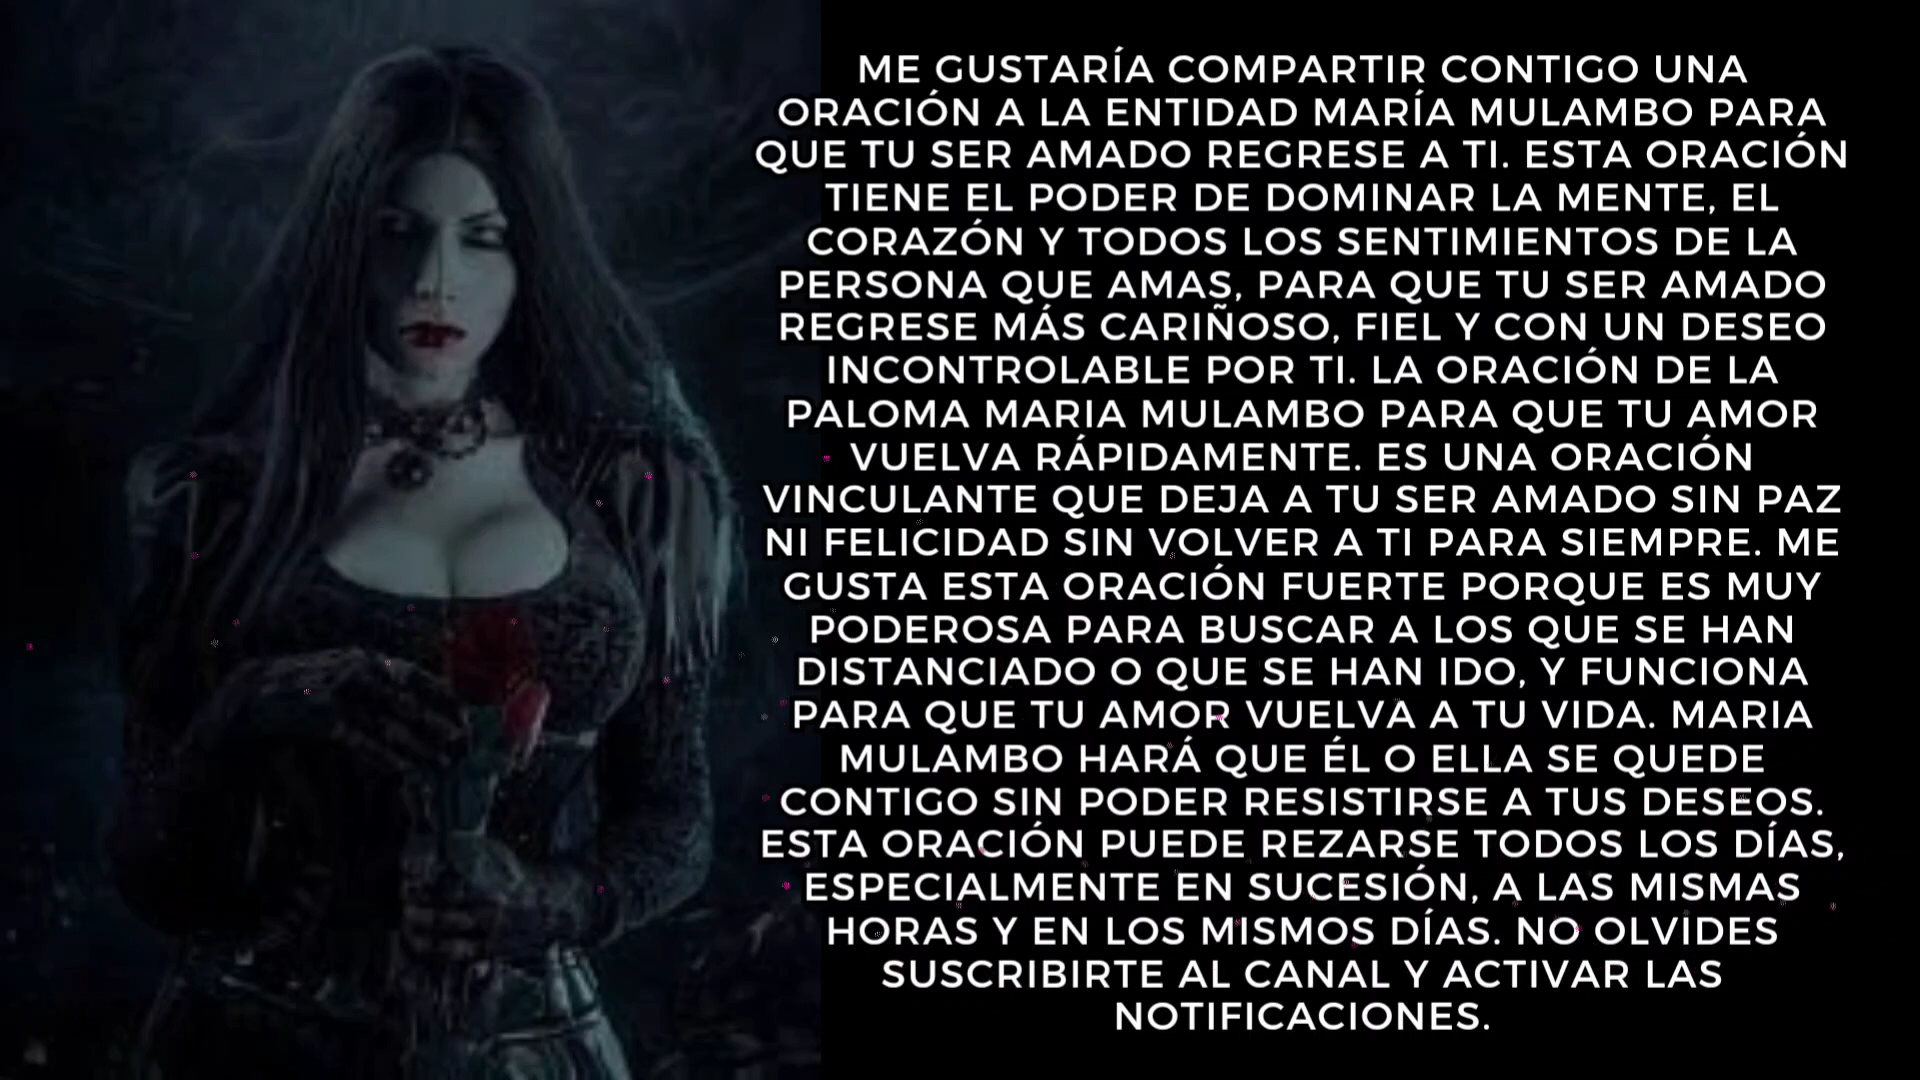 ME GUSTARÍA COMPARTIR CONTIGO UNA
ORACIÓN A LA ENTIDAD MARÍA MULAMBO PARA
QUE TU SER AMADO REGRESE A TI. ESTA ORACIÓN
TIENE EL PODER DE DOMINAR LA MENTE, EL
CORAZÓN Y TODOS LOS SENTIMIENTOS DE LA
PERSONA QUE AMAS, PARA QUE TU SER AMADO
REGRESE MÁS CARIÑOSO, FIEL Y CON UN DESEO
INCONTROLABLE POR TI. LA ORACIÓN DE LA
PALOMA MARIA MULAMBO PARA QUE TU AMOR
VUELVA RÁPIDAMENTE. ES UNA ORACIÓN
VINCULANTE QUE DEJA A TU SER AMADO SIN PAZ
NI FELICIDAD SIN VOLVER A TI PARA SIEMPRE. ME
GUSTA ESTA ORACIÓN FUERTE PORQUE ES MUY
PODEROSA PARA BUSCAR A LOS QUE SE HAN
DISTANCIADO O QUE SE HAN IDO, Y FUNCIONA
PARA QUE TU AMOR VUELVA A TU VIDA. MARIA
MULAMBO HARÁ QUE ÉL O ELLA SE QUEDE
CONTIGO SIN PODER RESISTIRSE A TUS DESEOS.
ESTA ORACIÓN PUEDE REZARSE TODOS LOS DÍAS,
ESPECIALMENTE EN SUCESIÓN, A LAS MISMAS
HORAS Y EN LOS MISMOS DÍAS. NO OLVIDES
SUSCRIBIRTE AL CANAL Y ACTIVAR LAS
NOTIFICACIONES.